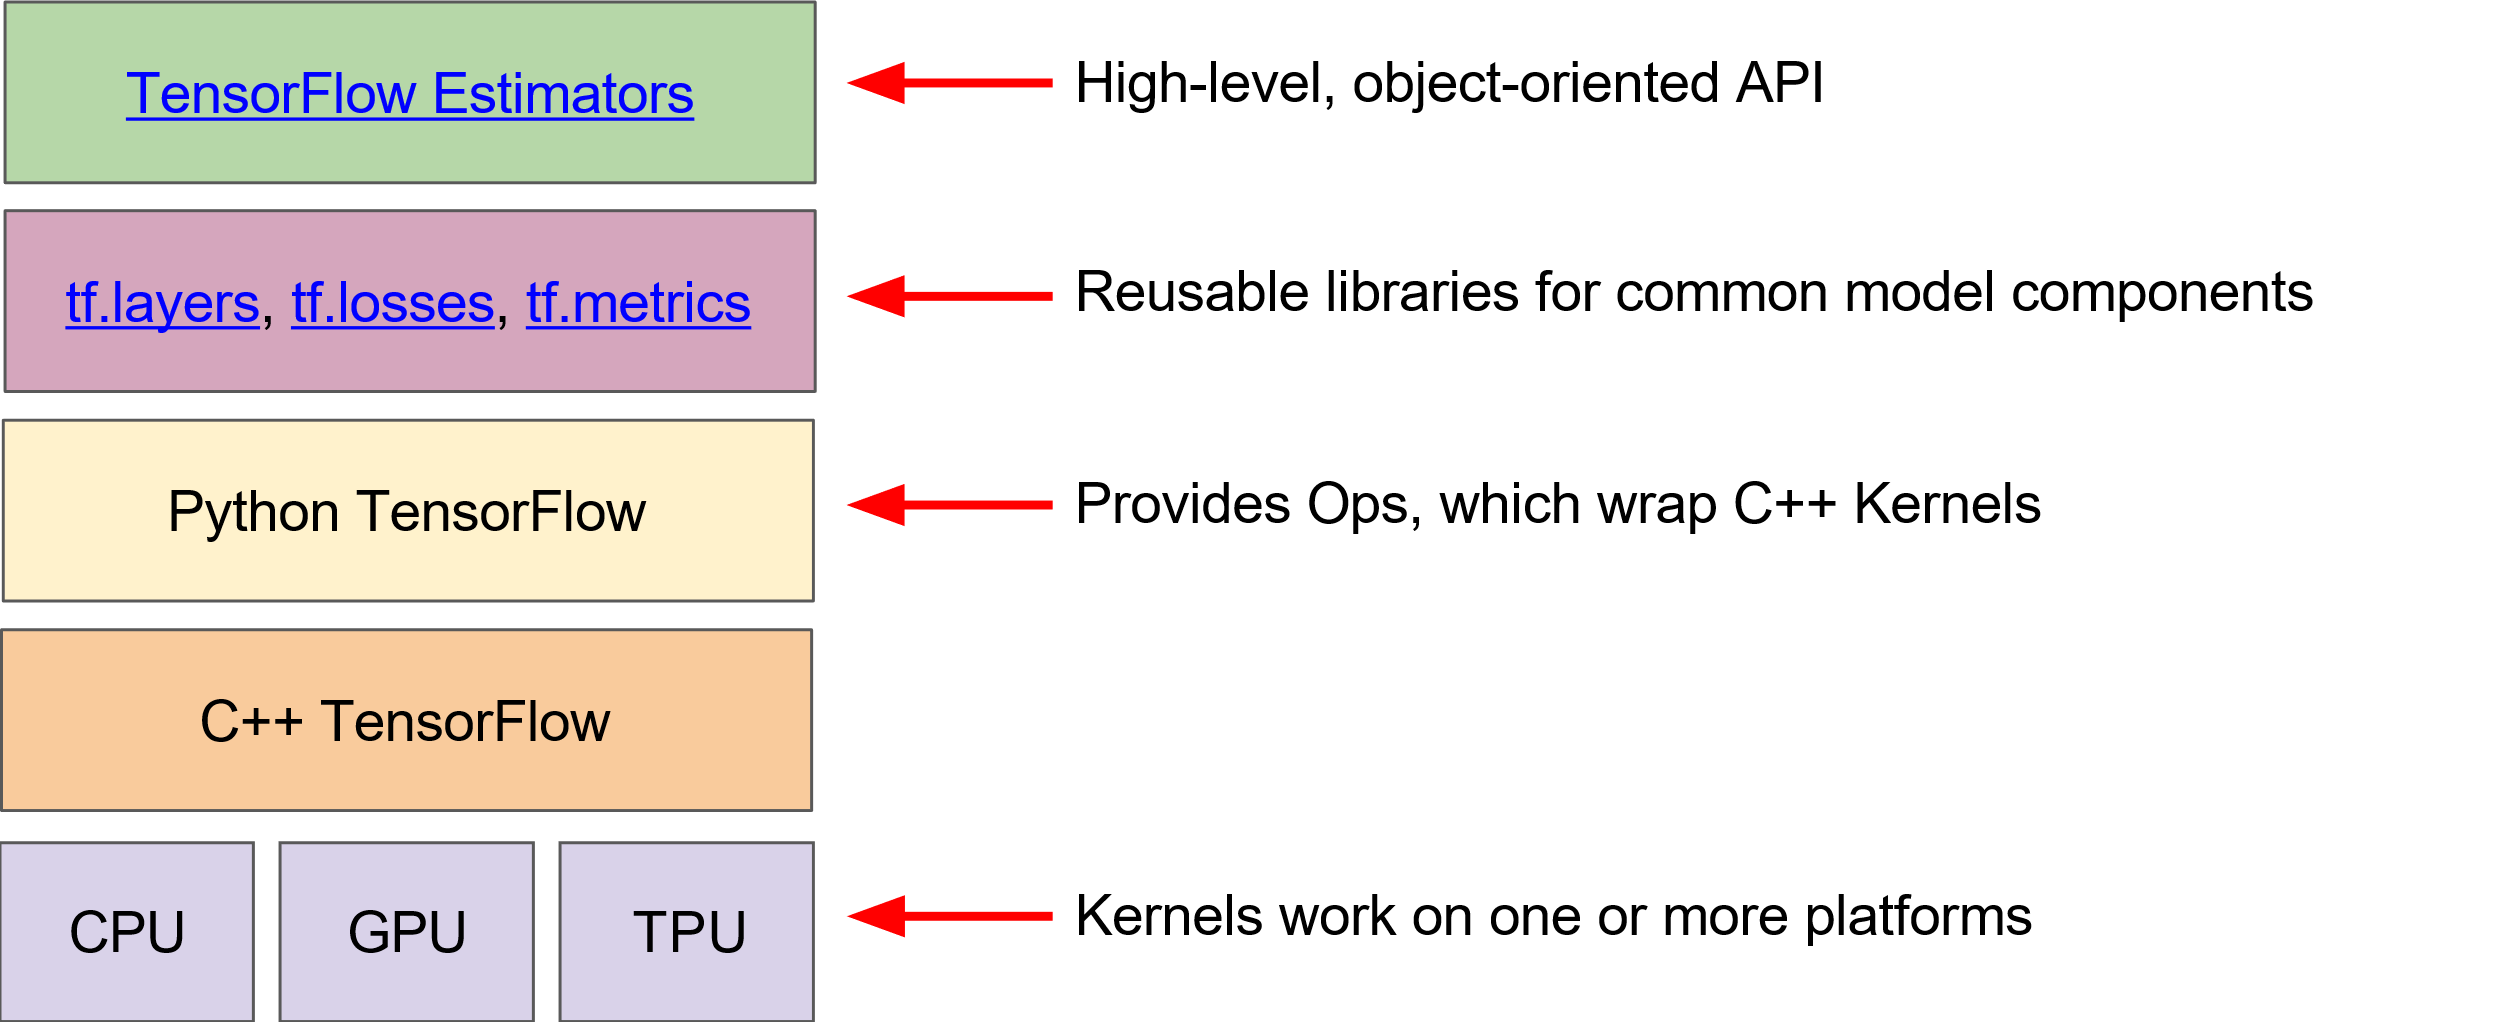 TensorFlow Estimators
High-level, object-oriented API
tf.layers, tf.losses, tf.metrics
Reusable libraries for common model components
Python TensorFlow
Provides Ops, which wrap C++ Kernels
C++ TensorFlow
CPU
GPU
TPU
Kernels work on one or more platforms